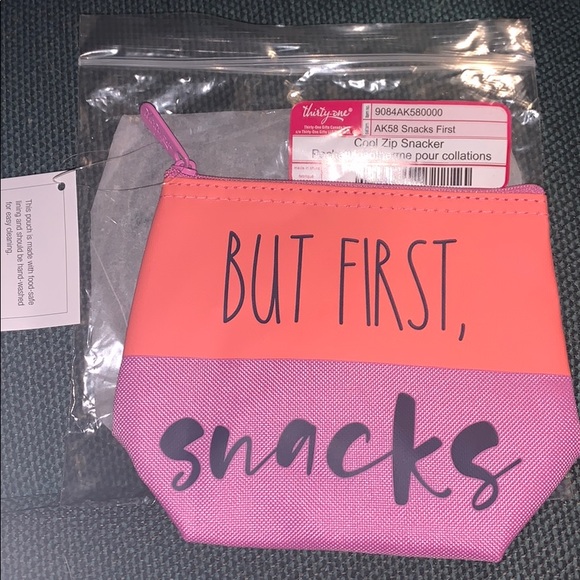 thirty-one
Item: 9084AK580000
AK58 Snacks First
Cool Zip Snacker
pour collations
This pouch is made with food-safe
lining and should be hand-washed
for easy cleaning.
BUT FIRST,
snacks